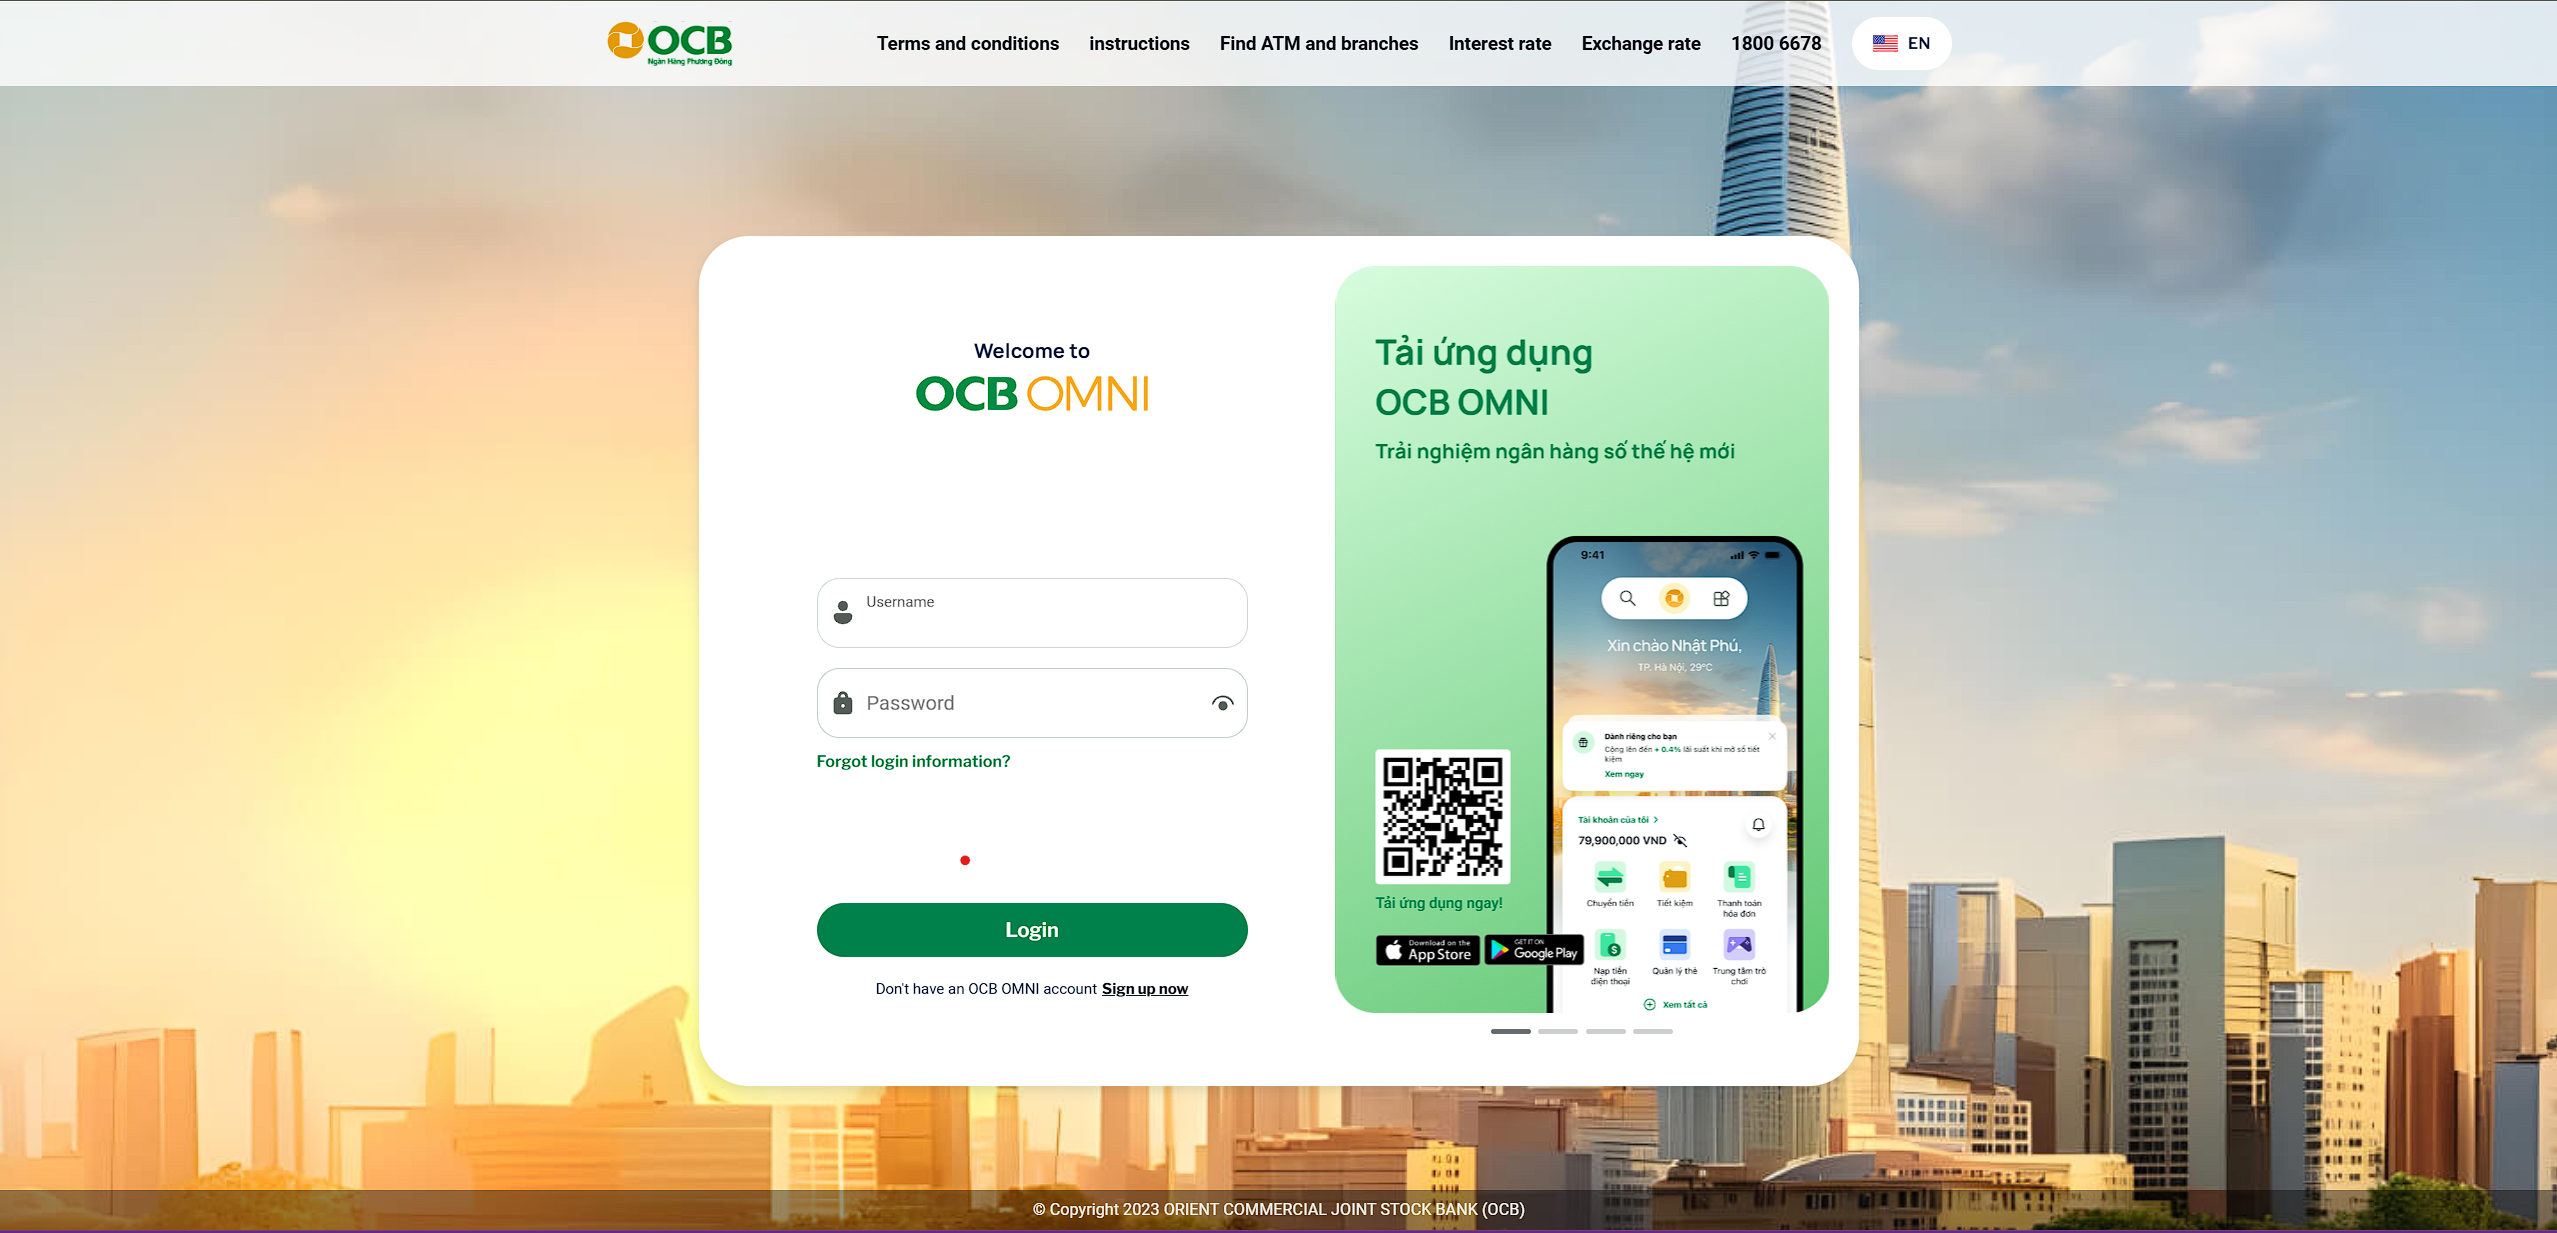 OCB
Ngân Hàng Phương Đông
Terms and conditions
instructions
Find ATM and branches
Interest rate
Exchange rate
1800 6678
EN
Welcome to
OCB OMNI
Username
Password
Forgot login information?
Login
Don't have an OCB OMNI account Sign up now
Tải ứng dụng
OCB OMNI
Trải nghiệm ngân hàng số thế hệ mới
9:41
Xin chào Nhật Phú,
TP. Hà Nội, 29°C
Dành riêng cho bạn
Cộng lên đến + 0.4% lãi suất khi mở sổ tiết
kiệm
Xem ngay
Tài khoản của tôi
79,900,000 VND
Chuyển tiền
Tiết kiệm
Thanh toán
hóa đơn
Nạp tiền
điện thoại
Quản lý thẻ
Trung tâm trò
chơi
Xem tất cả
Tải ứng dụng ngay!
Download on the
App Store
GET IT ON
Google Play
© Copyright 2023 ORIENT COMMERCIAL JOINT STOCK BANK (OCB)